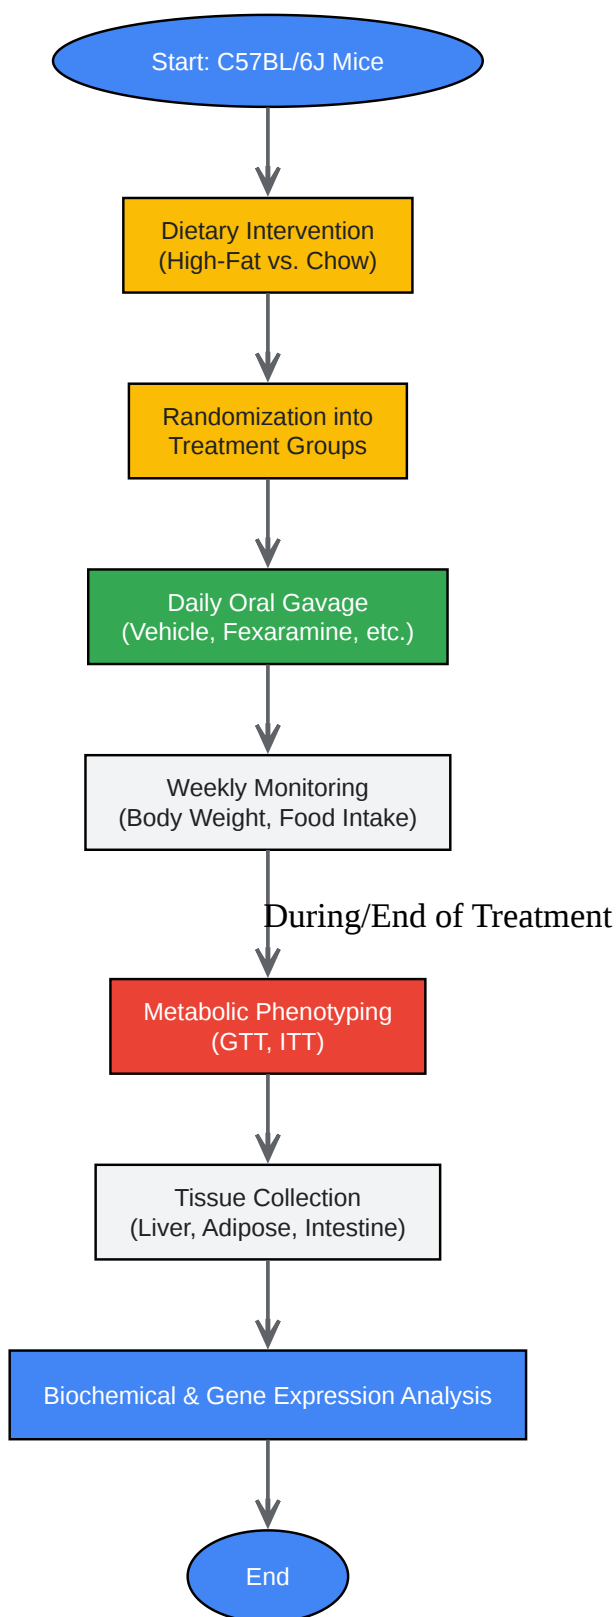 Start: C57BL/6J Mice
Dietary Intervention
(High-Fat vs. Chow)
Randomization into
Treatment Groups
Daily Oral Gavage
(Vehicle, Fexaramine, etc.)
Weekly Monitoring
(Body Weight, Food Intake)
During/End of Treatment
Metabolic Phenotyping
(GTT, ITT)
Tissue Collection
(Liver, Adipose, Intestine)
Biochemical & Gene Expression Analysis
End